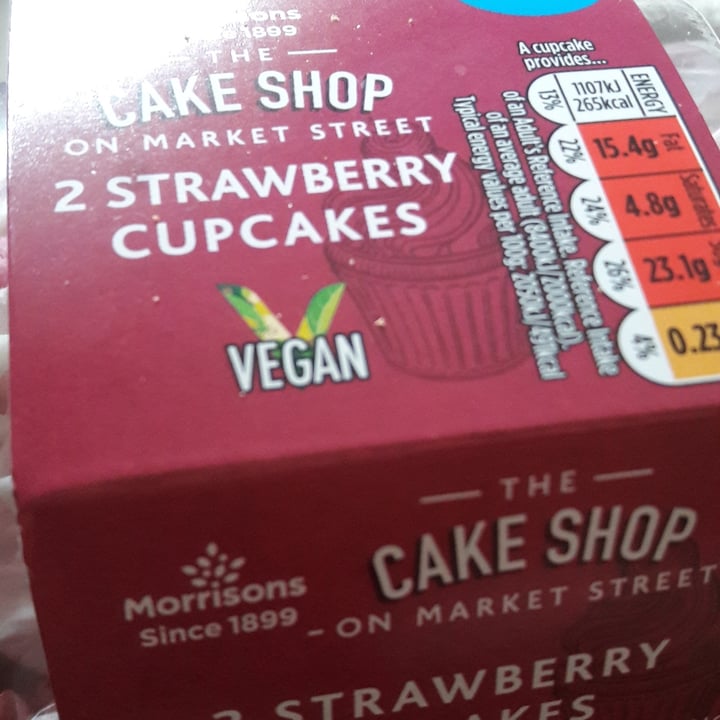 Morrisons
Since 1899
THE
CAKE SHOP
ON MARKET STREET
2 STRAWBERRY
CUPCAKES
VEGAN
A cupcake
provides...
ENERGY
1107kJ
265kcal
13%
Fat
15.4g
22%
Saturates
4.8g
24%
23.1g
26%
0.23
4%
of an adult's Reference Intake. Reference Intake
of an average adult (8400kJ/2000kcal).
Typical energy values per 100g: 2050kJ/491kcal
THE
CAKE SHOP
ON MARKET STREET
Morrisons
Since 1899
2 STRAWBERRY